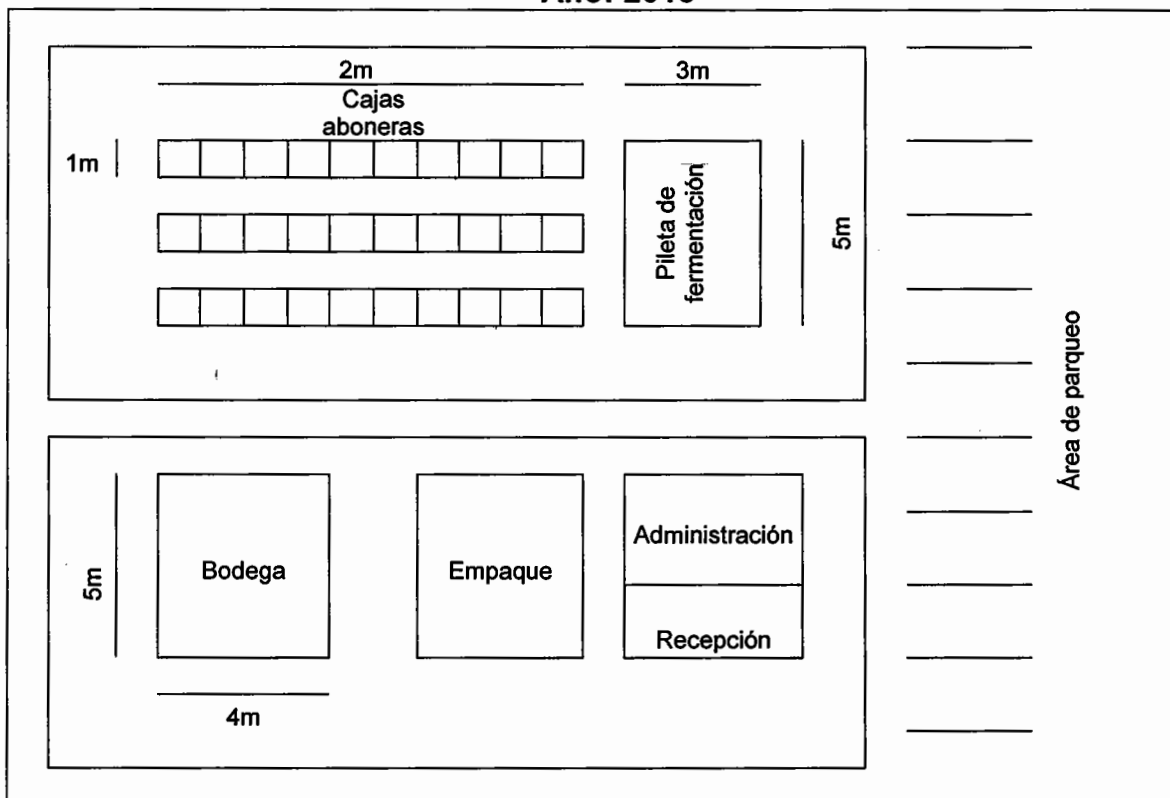 2m
3m
Cajas
aboneras
1m
Pileta de
fermentación
5m
Área de parqueo
5m
Bodega
Empaque
Administración
Recepción
4m